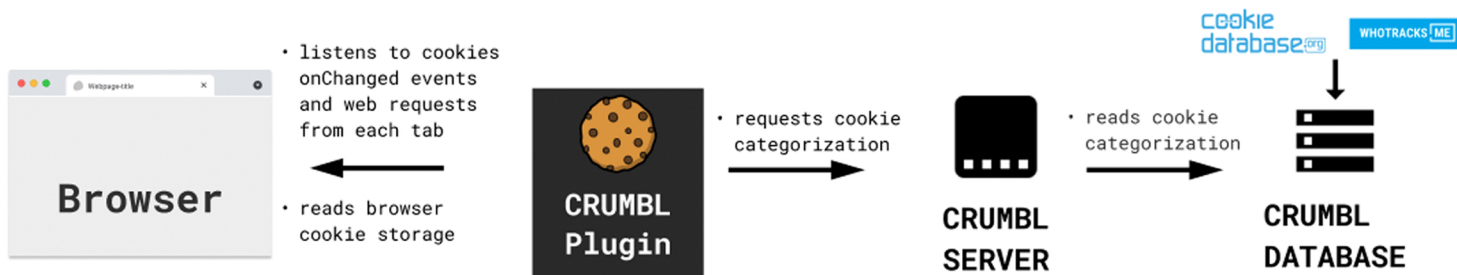 Webpage-title
Browser
• listens to cookies
onChanged events
and web requests
from each tab
• reads browser
cookie storage
CRUMBL
Plugin
• requests cookie
categorization
CRUMBL
SERVER
• reads cookie
categorization
cookie
database.org
WHOTRACKS.ME
CRUMBL
DATABASE